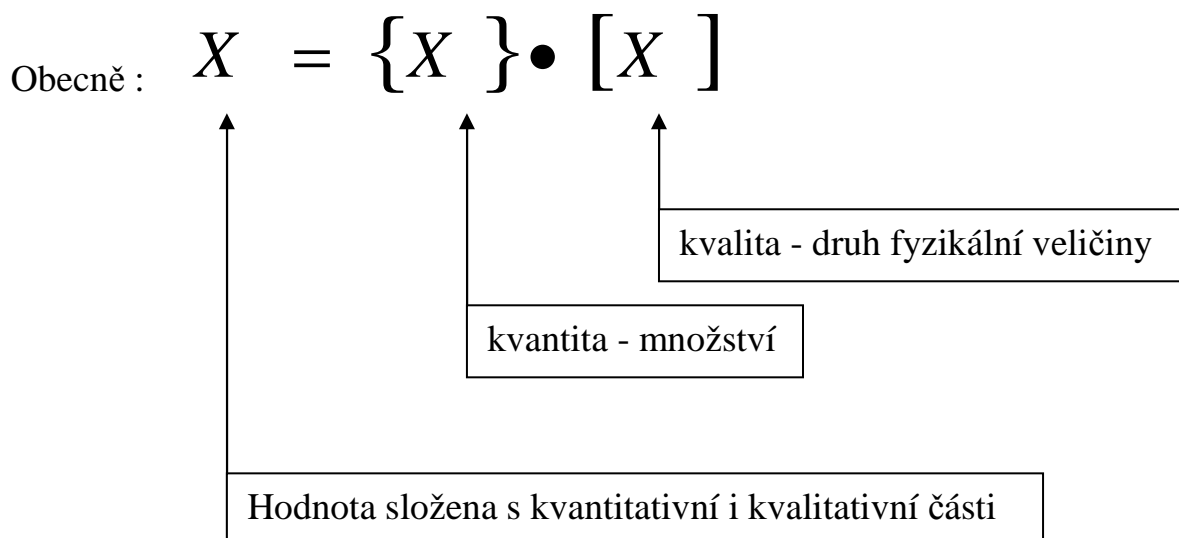 Obecně : X = {X } • [X ]
kvalita - druh fyzikální veličiny
kvantita - množství
Hodnota složena s kvantitativní i kvalitativní části